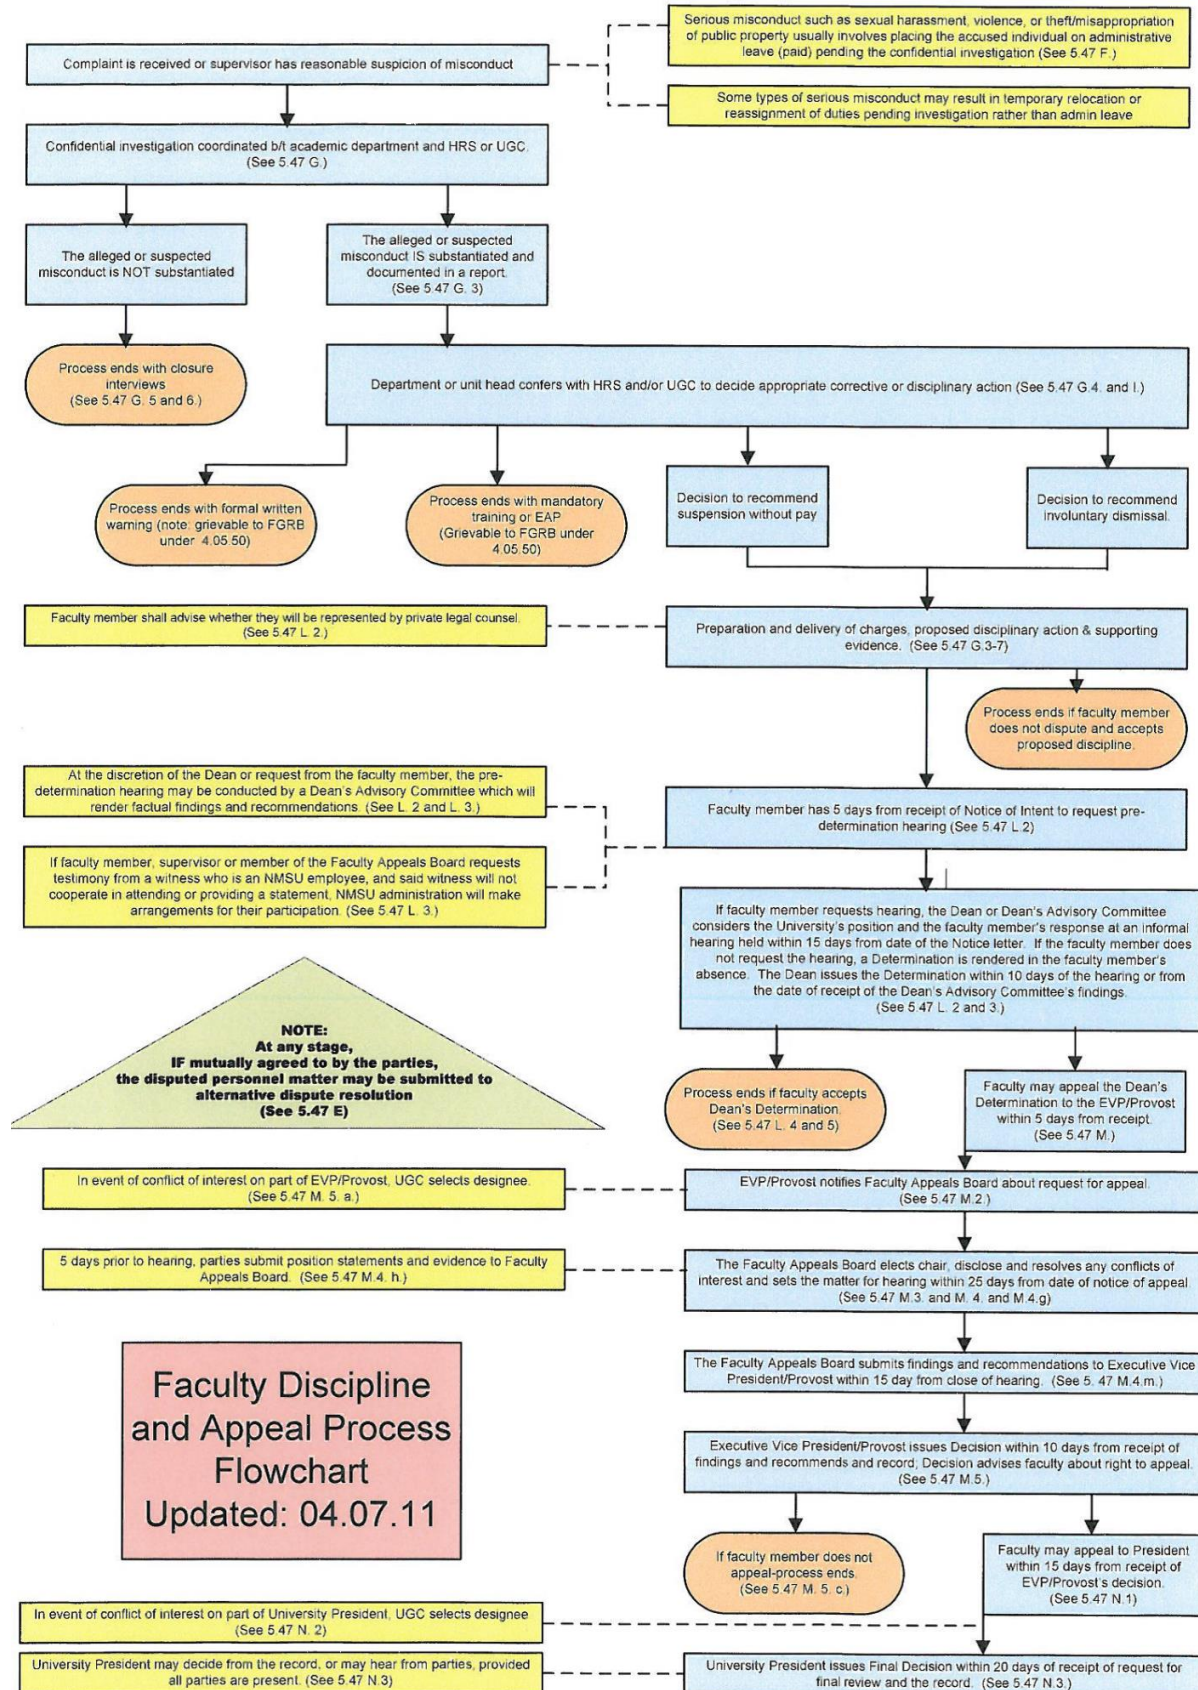 Serious misconduct such as sexual harassment, violence, or theft/misappropriation
of public property usually involves placing the accused individual on administrative
leave (paid) pending the confidential investigation (See 5.47 F.)
Complaint is received or supervisor has reasonable suspicion of misconduct
Some types of serious misconduct may result in temporary relocation or
reassignment of duties pending investigation rather than admin leave
Confidential investigation coordinated b/t academic department and HRS or UGC.
(See 5.47 G.)
The alleged or suspected
misconduct is NOT substantiated
The alleged or suspected
misconduct IS substantiated and
documented in a report.
(See 5.47 G. 3)
Process ends with closure
interviews
(See 5.47 G. 5 and 6.)
Department or unit head confers with HRS and/or UGC to decide appropriate corrective or disciplinary action (See 5.47 G.4. and I.)
Process ends with formal written
warning (note: grievable to FGRB
under 4.05.50)
Process ends with mandatory
training or EAP
(Grievable to FGRB under
4.05.50)
Decision to recommend
suspension without pay
Decision to recommend
involuntary dismissal.
Faculty member shall advise whether they will be represented by private legal counsel.
(See 5.47 L. 2.)
Preparation and delivery of charges, proposed disciplinary action & supporting
evidence. (See 5.47 G.3-7)
Process ends if faculty member
does not dispute and accepts
proposed discipline.
At the discretion of the Dean or request from the faculty member, the pre-
determination hearing may be conducted by a Dean's Advisory Committee which will
render factual findings and recommendations. (See L. 2 and L. 3.)
Faculty member has 5 days from receipt of Notice of Intent to request pre-
determination hearing (See 5.47 L.2)
If faculty member, supervisor or member of the Faculty Appeals Board requests
testimony from a witness who is an NMSU employee, and said witness will not
cooperate in attending or providing a statement, NMSU administration will make
arrangements for their participation. (See 5.47 L. 3.)
If faculty member requests hearing, the Dean or Dean's Advisory Committee
considers the University's position and the faculty member's response at an informal
hearing held within 15 days from date of the Notice letter. If the faculty member does
not request the hearing, a Determination is rendered in the faculty member's
absence. The Dean issues the Determination within 10 days of the hearing or from
the date of receipt of the Dean's Advisory Committee's findings.
(See 5.47 L. 2 and 3.)
NOTE:
At any stage,
IF mutually agreed to by the parties,
the disputed personnel matter may be submitted to
alternative dispute resolution
(See 5.47 E)
Process ends if faculty accepts
Dean's Determination.
(See 5.47 L. 4 and 5)
Faculty may appeal the Dean's
Determination to the EVP/Provost
within 5 days from receipt.
(See 5.47 M.)
In event of conflict of interest on part of EVP/Provost, UGC selects designee.
(See 5.47 M. 5. a.)
EVP/Provost notifies Faculty Appeals Board about request for appeal.
(See 5.47 M.2.)
5 days prior to hearing, parties submit position statements and evidence to Faculty
Appeals Board. (See 5.47 M.4. h.)
The Faculty Appeals Board elects chair, disclose and resolves any conflicts of
interest and sets the matter for hearing within 25 days from date of notice of appeal.
(See 5.47 M.3. and M. 4. and M.4.g)
The Faculty Appeals Board submits findings and recommendations to Executive Vice
President/Provost within 15 day from close of hearing. (See 5. 47 M.4.m.)
Faculty Discipline
and Appeal Process
Flowchart
Updated: 04.07.11
Executive Vice President/Provost issues Decision within 10 days from receipt of
findings and recommends and record; Decision advises faculty about right to appeal.
(See 5.47 M.5.)
If faculty member does not
appeal-process ends.
(See 5.47 M. 5. c.)
Faculty may appeal to President
within 15 days from receipt of
EVP/Provost's decision.
(See 5.47 N.1)
In event of conflict of interest on part of University President, UGC selects designee
(See 5.47 N. 2)
University President may decide from the record, or may hear from parties, provided
all parties are present. (See 5.47 N.3)
University President issues Final Decision within 20 days of receipt of request for
final review and the record. (See 5.47 N.3.)